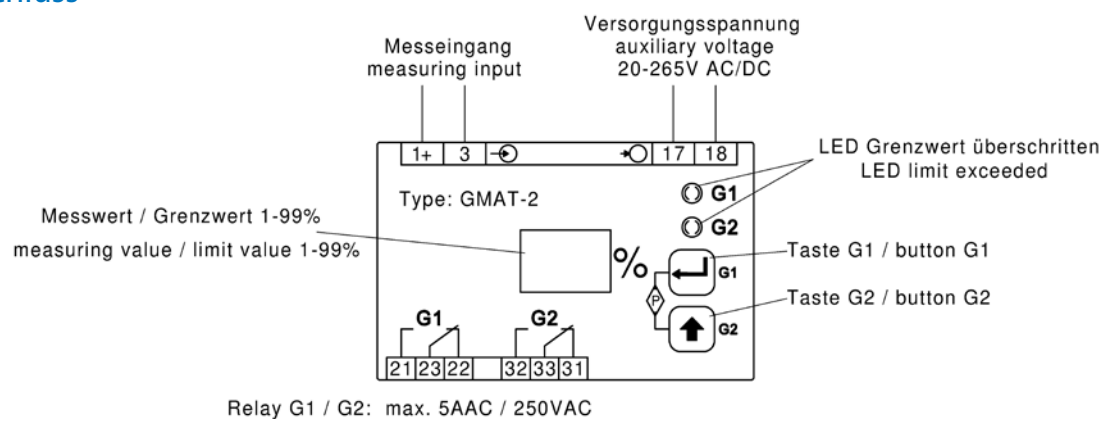 Versorgungsspannung
auxiliary voltage
20-265V AC/DC
Messeingang
measuring input
1+ 3 17 18
LED Grenzwert überschritten
LED limit exceeded
Type: GMAT-2
G1
G2
Messwert / Grenzwert 1-99%
measuring value / limit value 1-99%
%
G1
Taste G1 / button G1
P
G2
Taste G2 / button G2
G1 G2
21 23 22 32 33 31
Relay G1 / G2: max. 5AAC / 250VAC